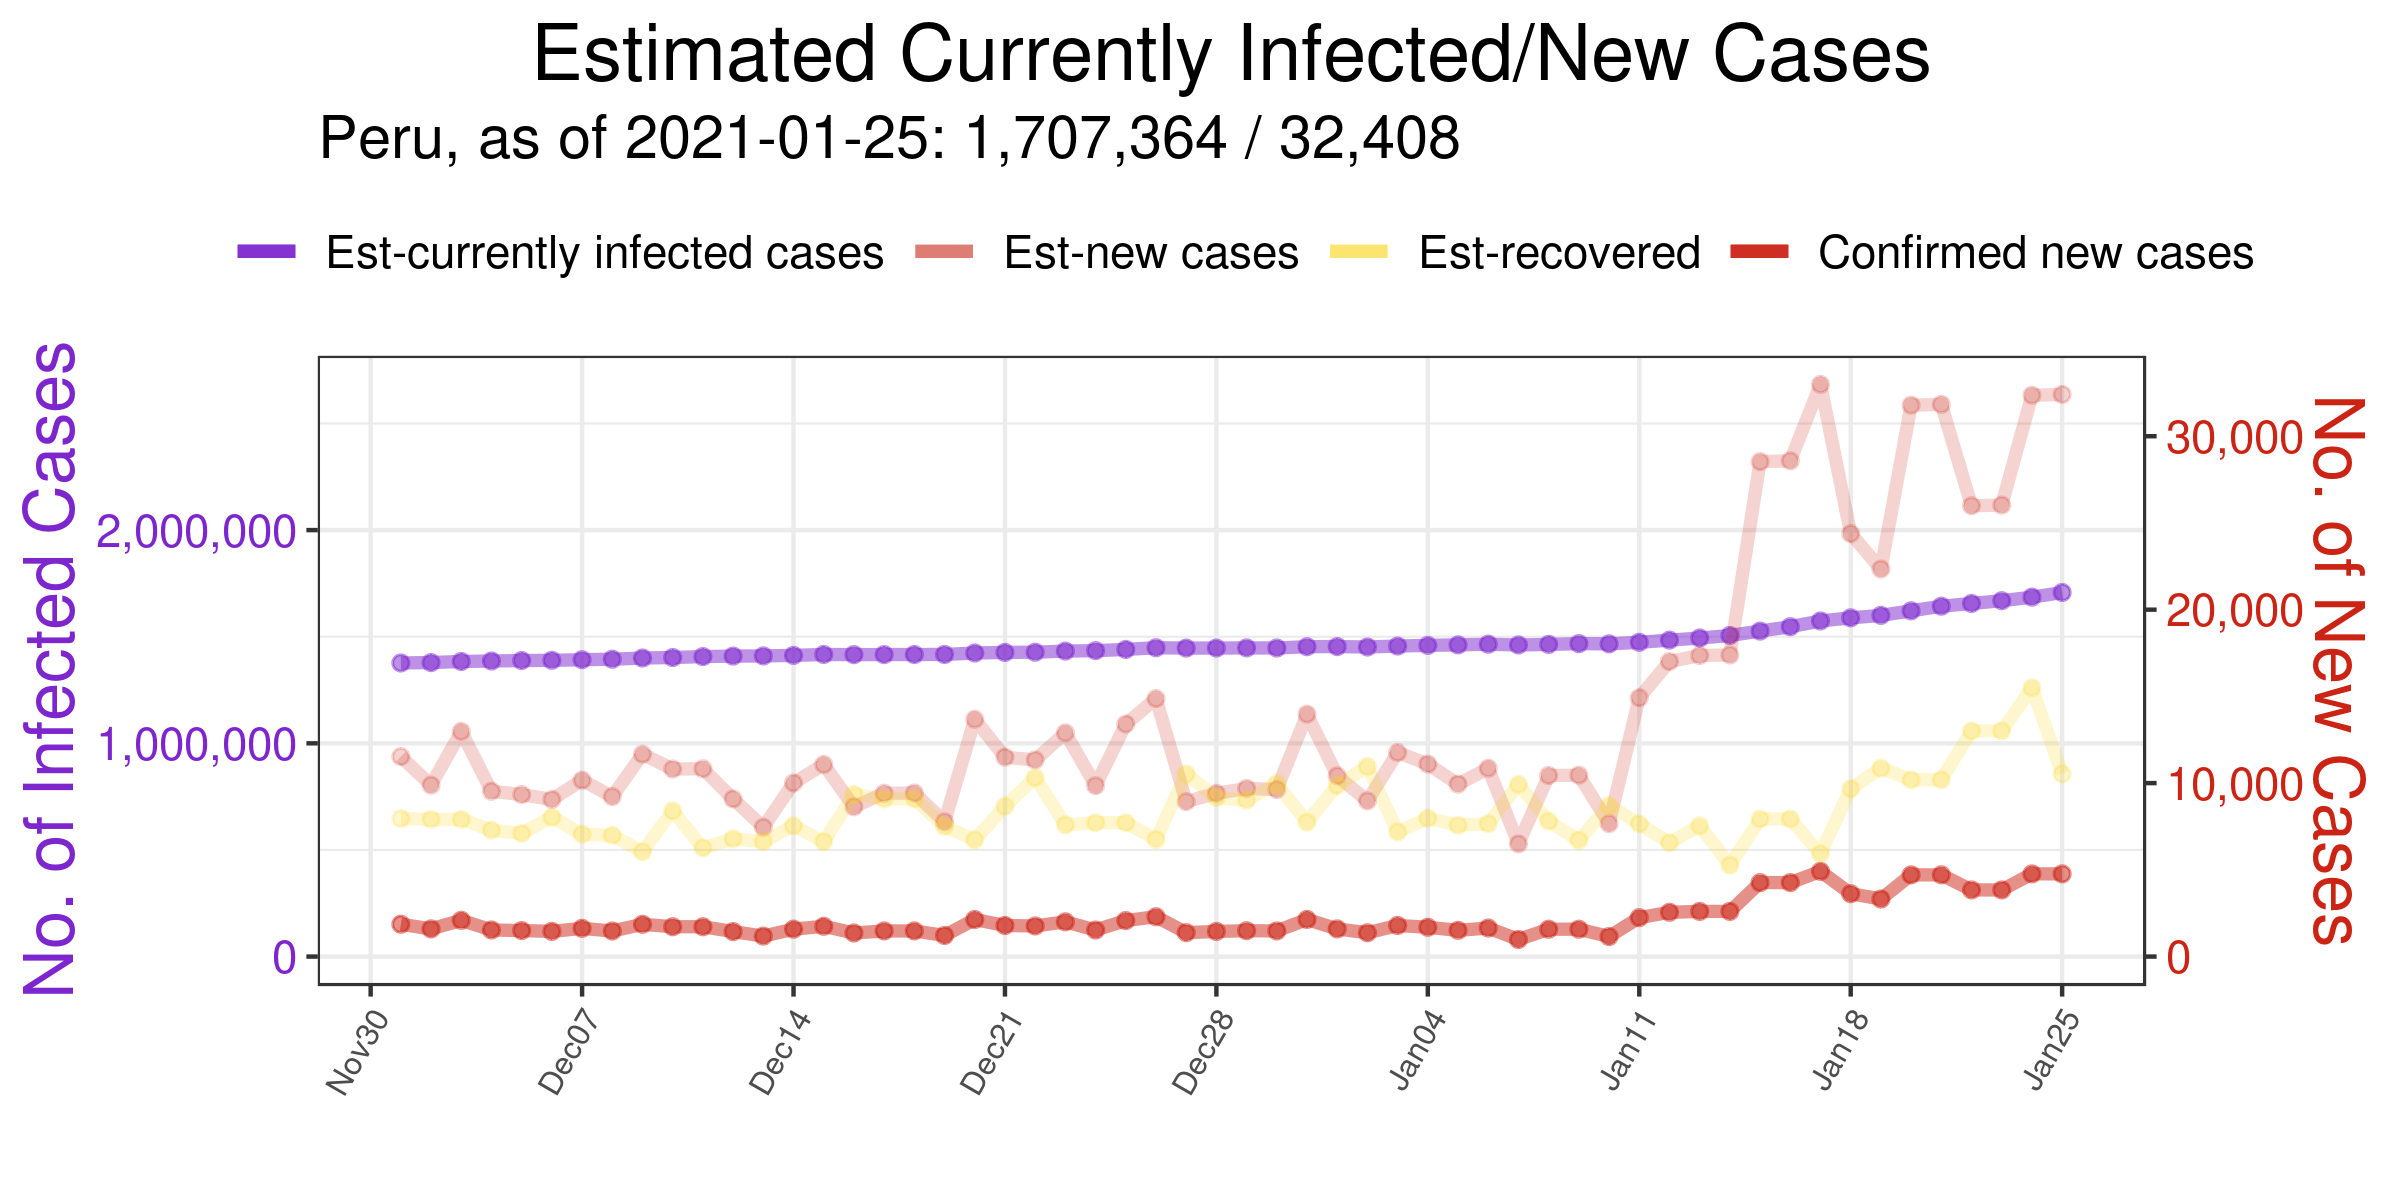 Estimated Currently Infected/New Cases
Peru, as of 2021-01-25: 1,707,364 / 32,408
Est-currently infected cases Est-new cases Est-recovered Confirmed new cases
No. of Infected Cases
2,000,000
1,000,000
0
30,000
20,000
10,000
0
No. of New Cases
Nov30 Dec07 Dec14 Dec21 Dec28 Jan04 Jan11 Jan18 Jan25